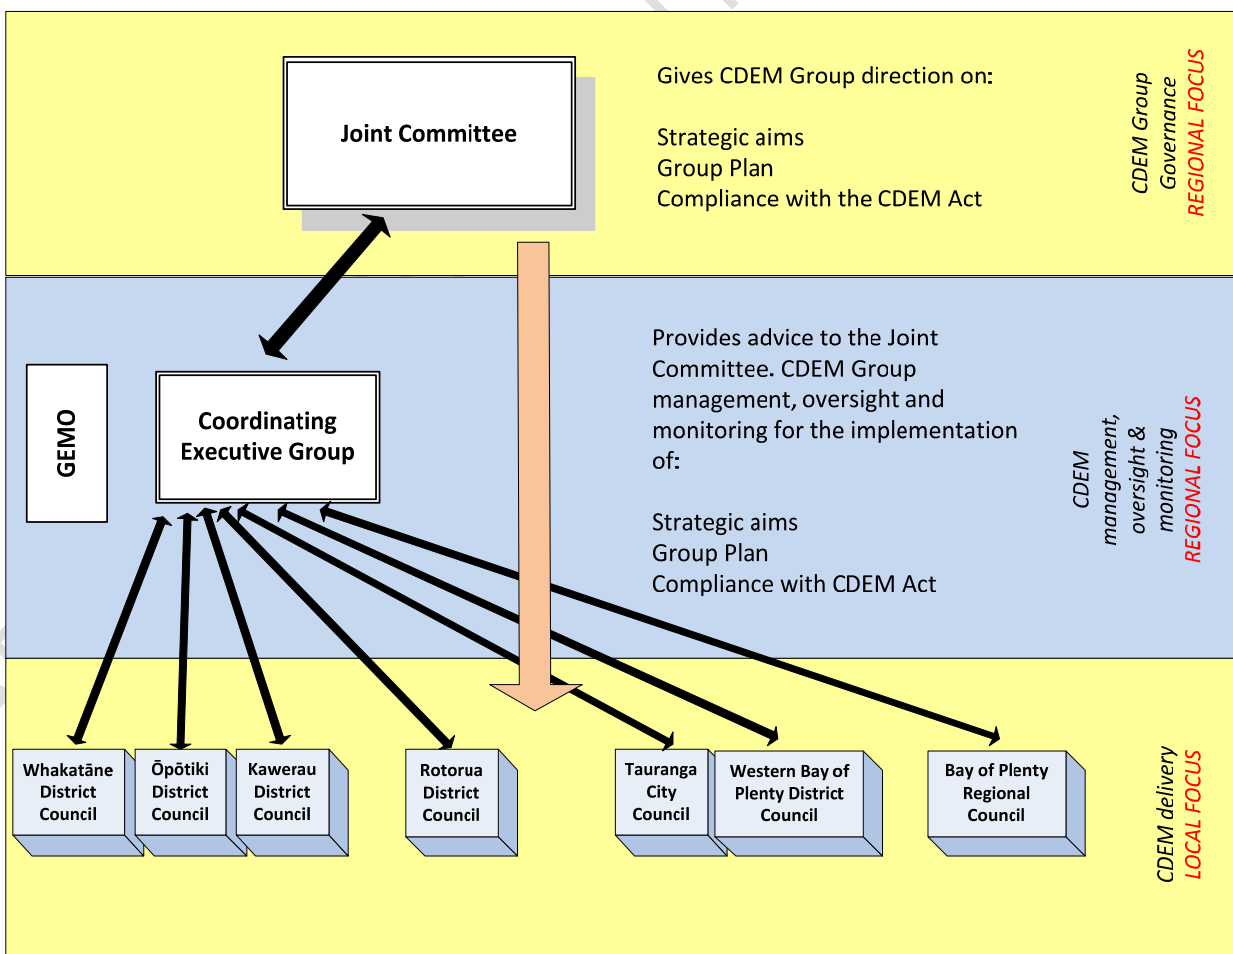 Joint Committee
Gives CDEM Group direction on:
Strategic aims
Group Plan
Compliance with the CDEM Act
CDEM Group
Governance
REGIONAL FOCUS
GEMO
Coordinating
Executive Group
Provides advice to the Joint
Committee. CDEM Group
management, oversight and
monitoring for the implementation
of:
Strategic aims
Group Plan
Compliance with CDEM Act
CDEM
management,
oversight &
monitoring
REGIONAL FOCUS
Whakatāne
District
Council
Ōpōtiki
District
Council
Kawerau
District
Council
Rotorua
District
Council
Tauranga
City
Council
Western Bay of
Plenty District
Council
Bay of Plenty
Regional
Council
CDEM delivery
LOCAL FOCUS